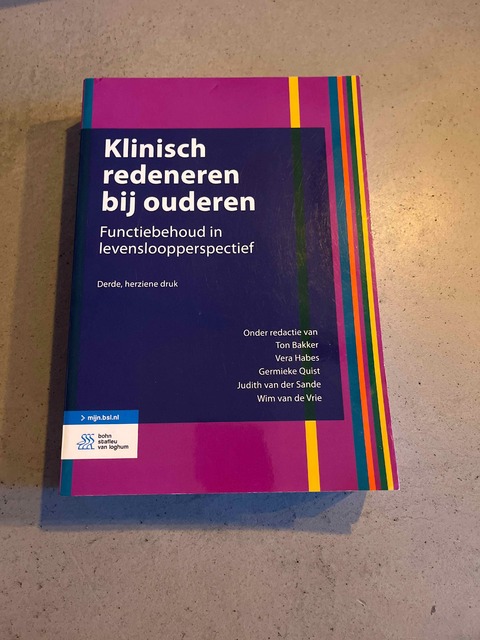 Klinisch
redeneren
bij ouderen
Functiebehoud in
levensloopperspectief
Derde, herziene druk
Onder redactie van
Ton Bakker
Vera Habes
Germieke Quist
Judith van der Sande
Wim van de Vrie
> mijn.bsl.nl
bohn
stafleu
van loghum